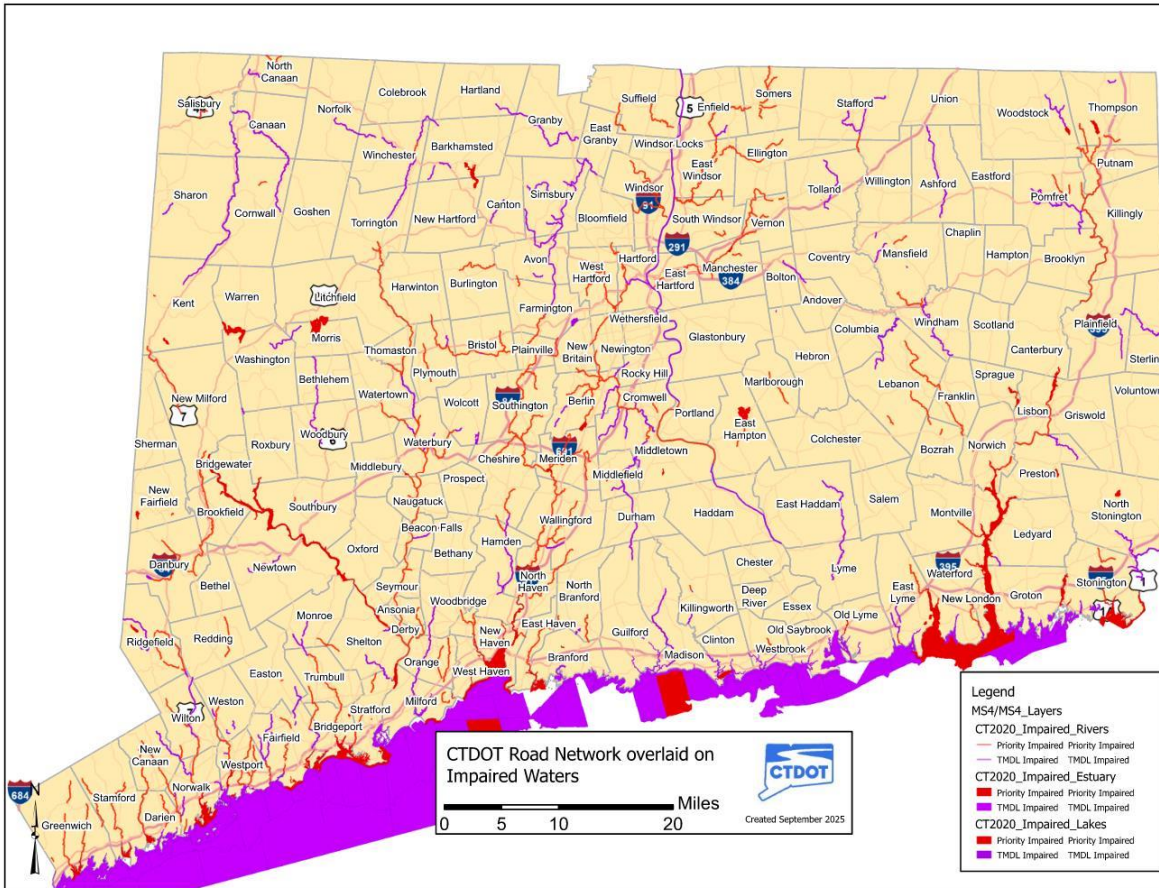 North
Canaan
Colebrook
Hartland
Salisbury
Norfolk
Canaan
Suffield
5
Enfield
Somers
Stafford
Union
Woodstock
Thompson
Granby
East
Granby
Windsor Locks
Winchester
Barkhamsted
East
Windsor
Ellington
Putnam
Sharon
Cornwall
Goshen
Torrington
New Hartford
Canton
Simsbury
Bloomfield
Windsor
91
South Windsor
Vernon
Tolland
Willington
Ashford
Eastford
Pomfret
Killingly
291
Chaplin
Avon
West
Hartford
Hartford
East
Hartford
Manchester
384
Bolton
Coventry
Mansfield
Hampton
Brooklyn
Kent
Warren
Litchfield
Harwinton
Burlington
Farmington
Andover
Wethersfield
Glastonbury
Columbia
Windham
Scotland
Plainfield
Morris
Washington
Thomaston
Bristol
Plainville
New
Britain
Newington
Hebron
Canterbury
Sterling
Bethlehem
Plymouth
Rocky Hill
Marlborough
Lebanon
Sprague
New Milford
Watertown
Wolcott
Southington
Berlin
Cromwell
Portland
East
Hampton
Franklin
Lisbon
Griswold
Voluntown
7
Sherman
Roxbury
Woodbury
6
Waterbury
Colchester
Bozrah
Norwich
Bridgewater
Middlebury
Cheshire
Meriden
Middletown
Middlefield
Preston
Prospect
New
Fairfield
Brookfield
Southbury
Naugatuck
Wallingford
Durham
Haddam
East Haddam
Salem
Montville
North
Stonington
Beacon Falls
Ledyard
Danbury
Newtown
Oxford
Bethany
Hamden
Chester
Lyme
395
Waterford
Stonington
1
Bethel
Seymour
North
Haven
North
Branford
Deep
River
East
Lyme
New London
Groton
Monroe
Ansonia
Woodbridge
Killingworth
Essex
Old Lyme
Ridgefield
Redding
Shelton
Derby
New
Haven
East Haven
Guilford
Clinton
Old Saybrook
Orange
Westbrook
Easton
Trumbull
West Haven
Branford
Madison
Weston
Milford
Wilton
Stratford
Bridgeport
Fairfield
New
Canaan
Westport
Norwalk
Stamford
Darien
Greenwich
684
N
CTDOT Road Network overlaid on
Impaired Waters
Miles
0 5 10 20
CTDOT
Created September 2025
Legend
MS4/MS4_Layers
CT2020_Impaired_Rivers
Priority Impaired Priority Impaired
TMDL Impaired TMDL Impaired
CT2020_Impaired_Estuary
Priority Impaired Priority Impaired
TMDL Impaired TMDL Impaired
CT2020_Impaired_Lakes
Priority Impaired Priority Impaired
TMDL Impaired TMDL Impaired